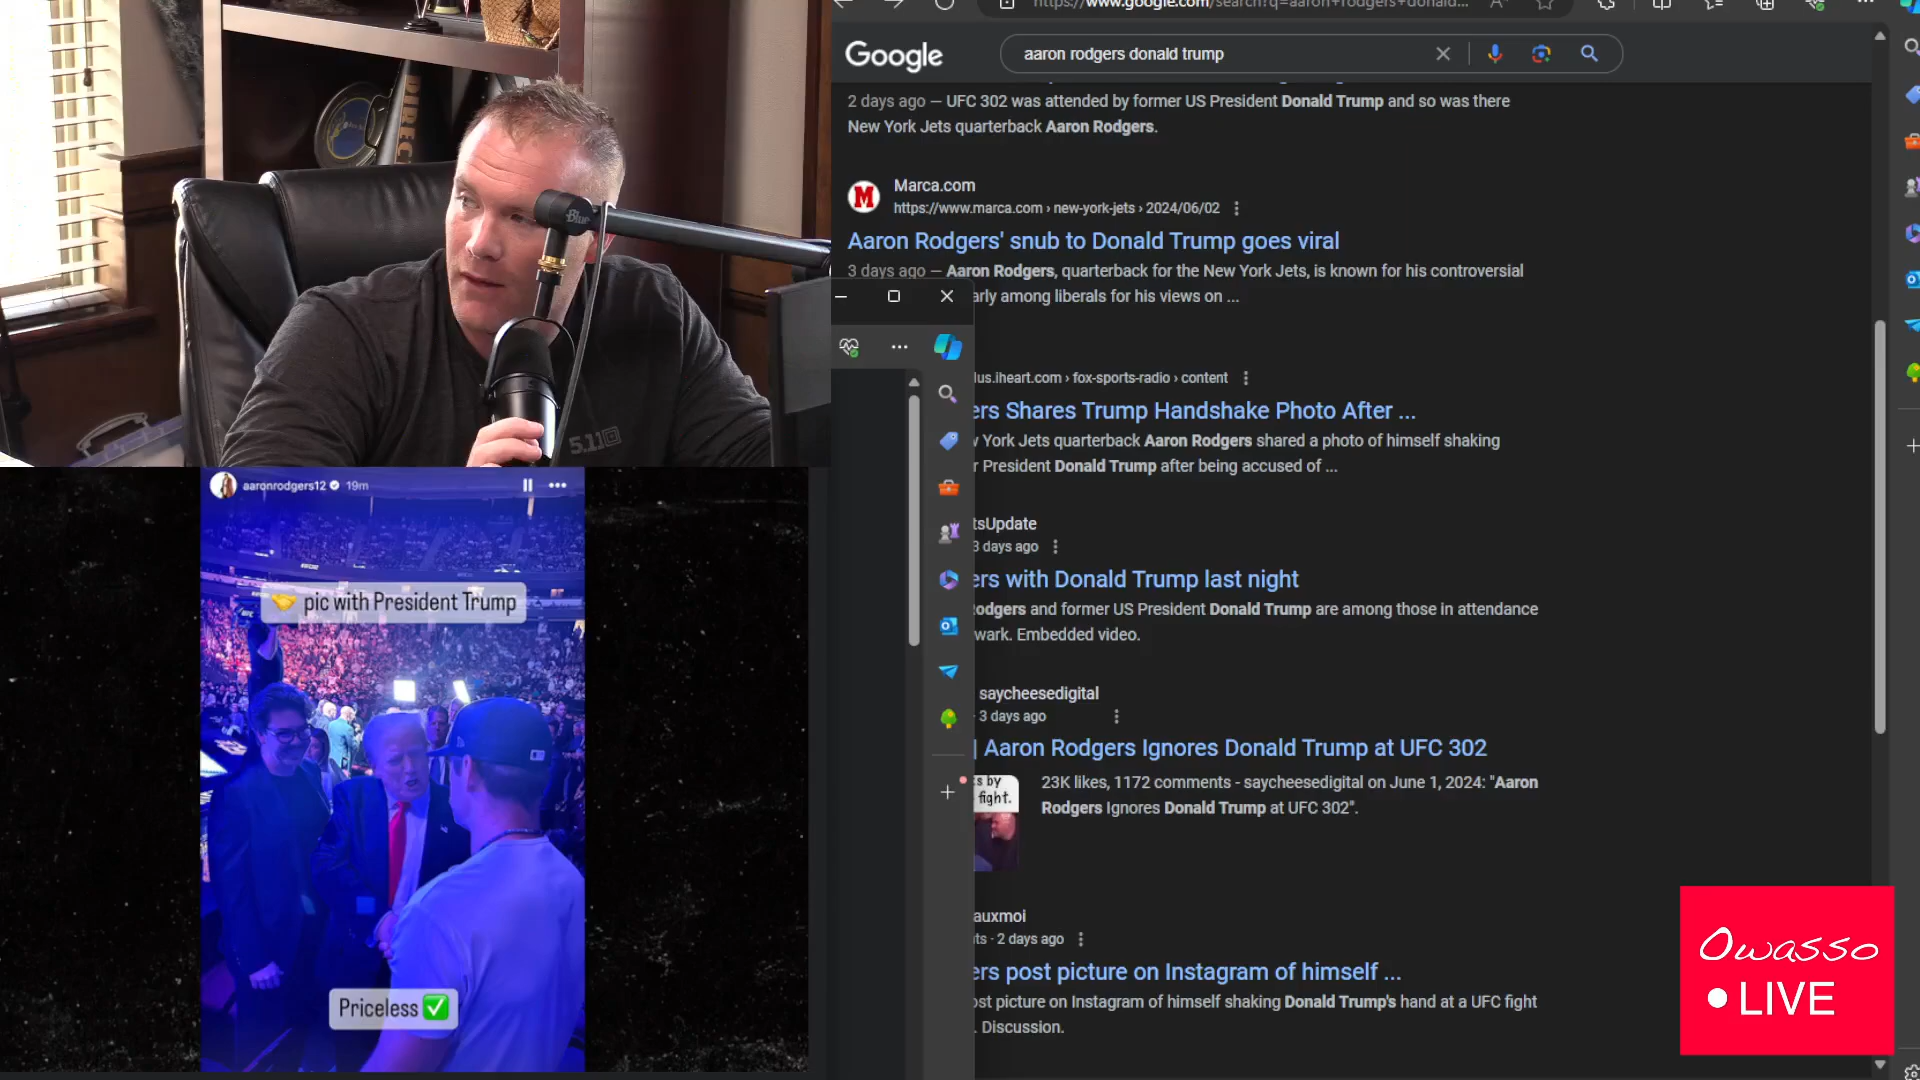 https://www.google.com/search?q=aaron+rodgers+donald...
Google
aaron rodgers donald trump
2 days ago — UFC 302 was attended by former US President Donald Trump and so was there
New York Jets quarterback Aaron Rodgers.
Marca.com
https://www.marca.com › new-york-jets › 2024/06/02
Aaron Rodgers' snub to Donald Trump goes viral
3 days ago — Aaron Rodgers, quarterback for the New York Jets, is known for his controversial
arly among liberals for his views on ...
us.iheart.com › fox-sports-radio › content
ers Shares Trump Handshake Photo After ...
York Jets quarterback Aaron Rodgers shared a photo of himself shaking
r President Donald Trump after being accused of ...
tsUpdate
3 days ago
ers with Donald Trump last night
odgers and former US President Donald Trump are among those in attendance
wark. Embedded video.
saycheesedigital
3 days ago
Aaron Rodgers Ignores Donald Trump at UFC 302
s by
fight.
23K likes, 1172 comments - saycheesedigital on June 1, 2024: "Aaron
Rodgers Ignores Donald Trump at UFC 302".
auxmoi
ts · 2 days ago
ers post picture on Instagram of himself ...
ost picture on Instagram of himself shaking Donald Trump's hand at a UFC fight
. Discussion.
DIREC
Blue
5.11
aaronrodgers12 19m
🤝 pic with President Trump
Priceless ✅
Owasso
LIVE